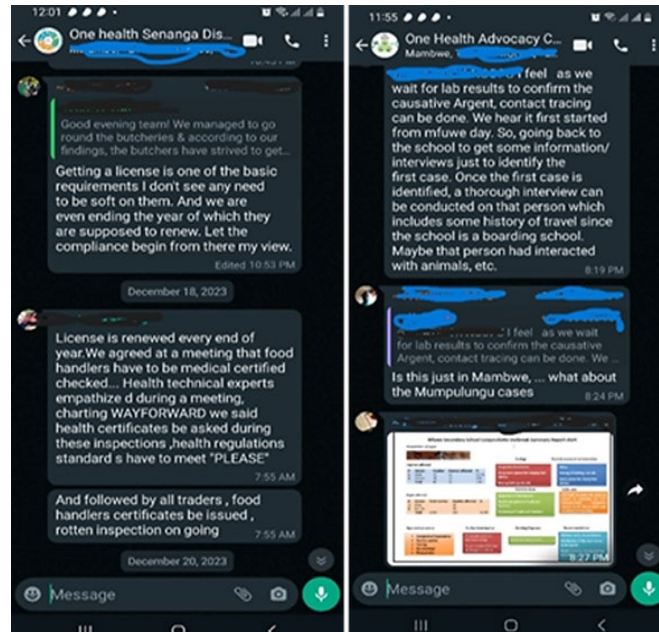 12:01
One health Senanga Dis...
Good evening team! We managed to go
round the butcheries & according to our
findings, the butchers have strived to get...
Getting a license is one of the basic
requirements I don't see any need
to be soft on them. And we are
even ending the year of which they
are supposed to renew. Let the
compliance begin from there my view.
Edited 10:53 PM
December 18, 2023
License is renewed every end of
year.We agreed at a meeting that food
handlers have to be medical certified
checked... Health technical experts
empathize d during a meeting,
charting WAYFORWARD we said
health certificates be asked during
these inspections ,health regulations
standard s have to meet "PLEASE"
7:55 AM
And followed by all traders , food
handlers certificates be issued ,
rotten inspection on going
7:55 AM
December 20, 2023
Message
11:55
One Health Advocacy C...
Mambwe,
I feel as we
wait for lab results to confirm the
causative Argent, contact tracing
can be done. We hear it first started
from mfuwe day. So, going back to
the school to get some information/
interviews just to identify the
first case. Once the first case is
identified, a thorough interview can
be conducted on that person which
includes some history of travel since
the school is a boarding school.
Maybe that person had interacted
with animals, etc.
8:19 PM
I feel as we wait
for lab results to confirm the causative
Argent, contact tracing can be done. We ...
Is this just in Mambwe, ... what about
the Mumpulungu cases
8:24 PM
8:27 PM
Message